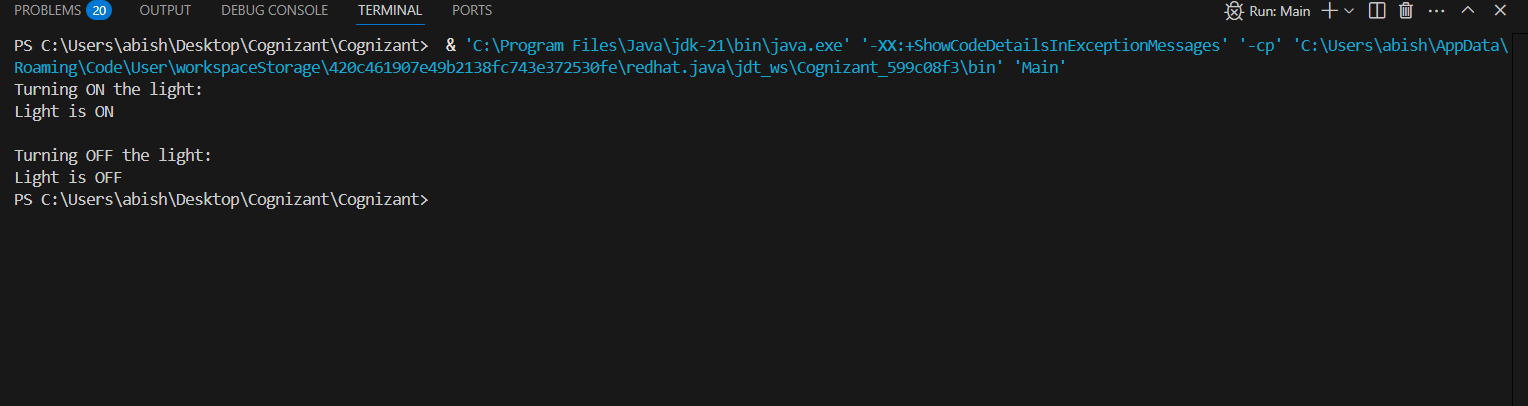 PROBLEMS 20 OUTPUT DEBUG CONSOLE TERMINAL PORTS Run: Main
PS C:\Users\abish\Desktop\Cognizant\Cognizant> & 'C:\Program Files\Java\jdk-21\bin\java.exe' '-XX:+ShowCodeDetailsInExceptionMessages' '-cp' 'C:\Users\abish\AppData\
Roaming\Code\User\workspaceStorage\420c461907e49b2138fc743e372530fe\redhat.java\jdt_ws\Cognizant_599c08f3\bin' 'Main'
Turning ON the light:
Light is ON
Turning OFF the light:
Light is OFF
PS C:\Users\abish\Desktop\Cognizant\Cognizant>